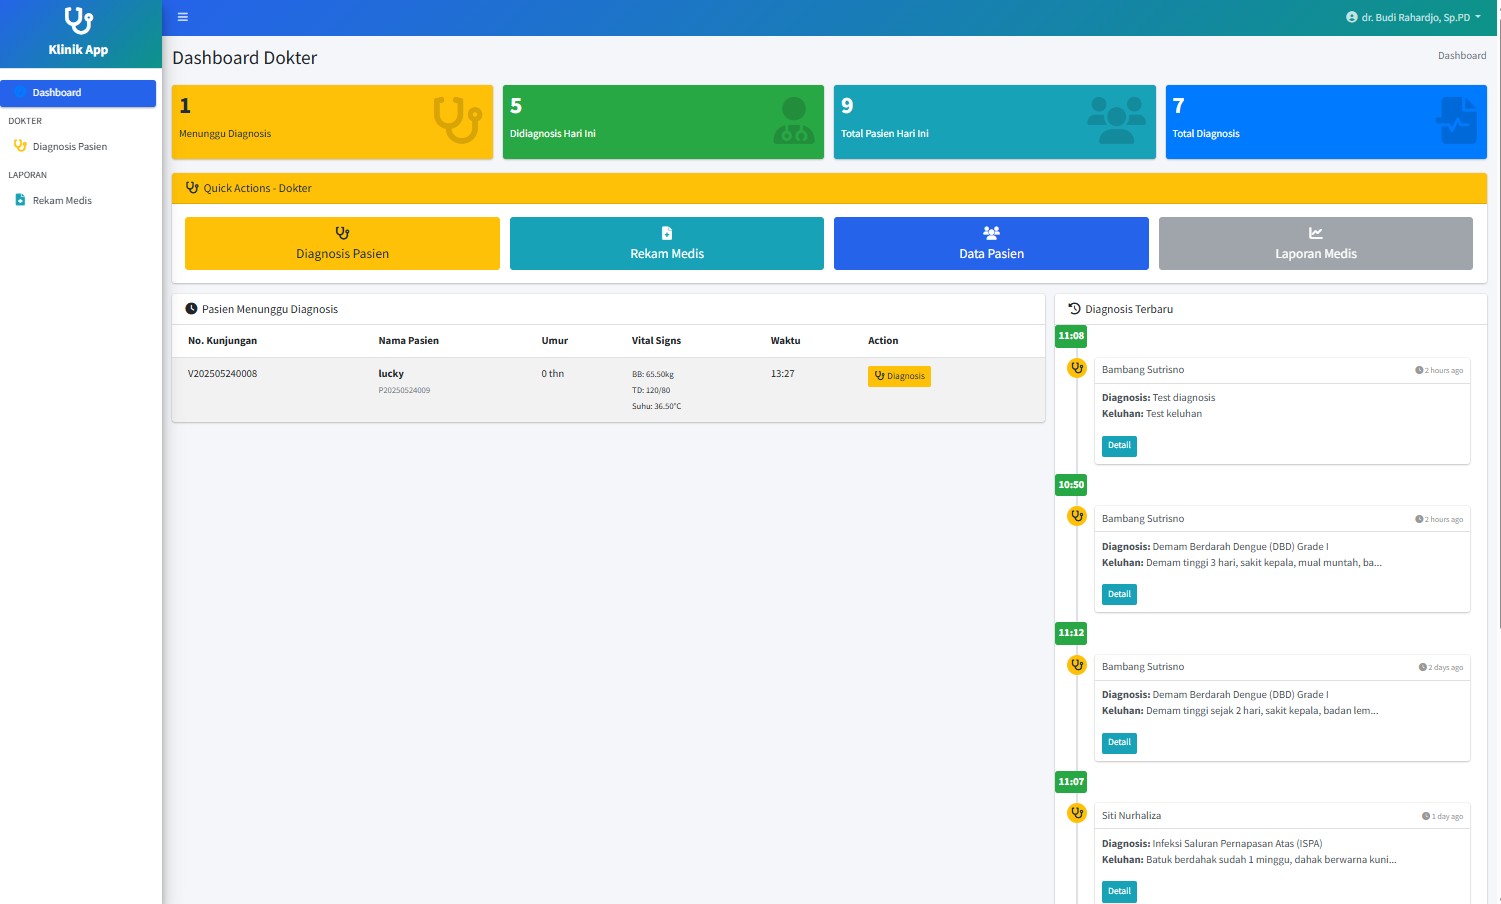 Klinik App
dr. Budi Rahardjo, Sp.PD
Dashboard
DOKTER
Diagnosis Pasien
LAPORAN
Rekam Medis
Dashboard Dokter
Dashboard
1
Menunggu Diagnosis
5
Didiagnosis Hari Ini
9
Total Pasien Hari Ini
7
Total Diagnosis
Quick Actions - Dokter
Diagnosis Pasien
Rekam Medis
Data Pasien
Laporan Medis
Pasien Menunggu Diagnosis
No. Kunjungan Nama Pasien Umur Vital Signs Waktu Action
V202505240008 lucky 0 thn BB: 65.50kg 13:27 Diagnosis
P20250524009 TD: 120/80
Suhu: 36.50°C
Diagnosis Terbaru
11:08
Bambang Sutrisno 2 hours ago
Diagnosis: Test diagnosis
Keluhan: Test keluhan
Detail
10:50
Bambang Sutrisno 2 hours ago
Diagnosis: Demam Berdarah Dengue (DBD) Grade I
Keluhan: Demam tinggi 3 hari, sakit kepala, mual muntah, ba...
Detail
11:12
Bambang Sutrisno 2 days ago
Diagnosis: Demam Berdarah Dengue (DBD) Grade I
Keluhan: Demam tinggi sejak 2 hari, sakit kepala, badan lem...
Detail
11:07
Siti Nurhaliza 1 day ago
Diagnosis: Infeksi Saluran Pernapasan Atas (ISPA)
Keluhan: Batuk berdahak sudah 1 minggu, dahak berwarna kuni...
Detail